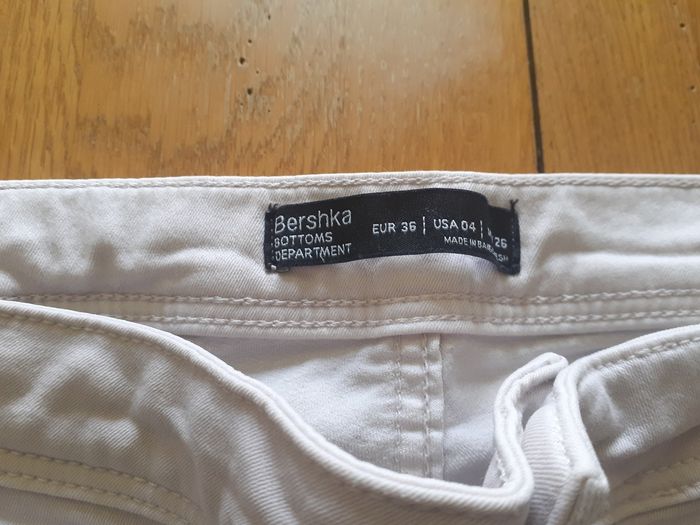 Bershka
BOTTOMS
DEPARTMENT
EUR 36 | USA 04 | 26
MADE IN